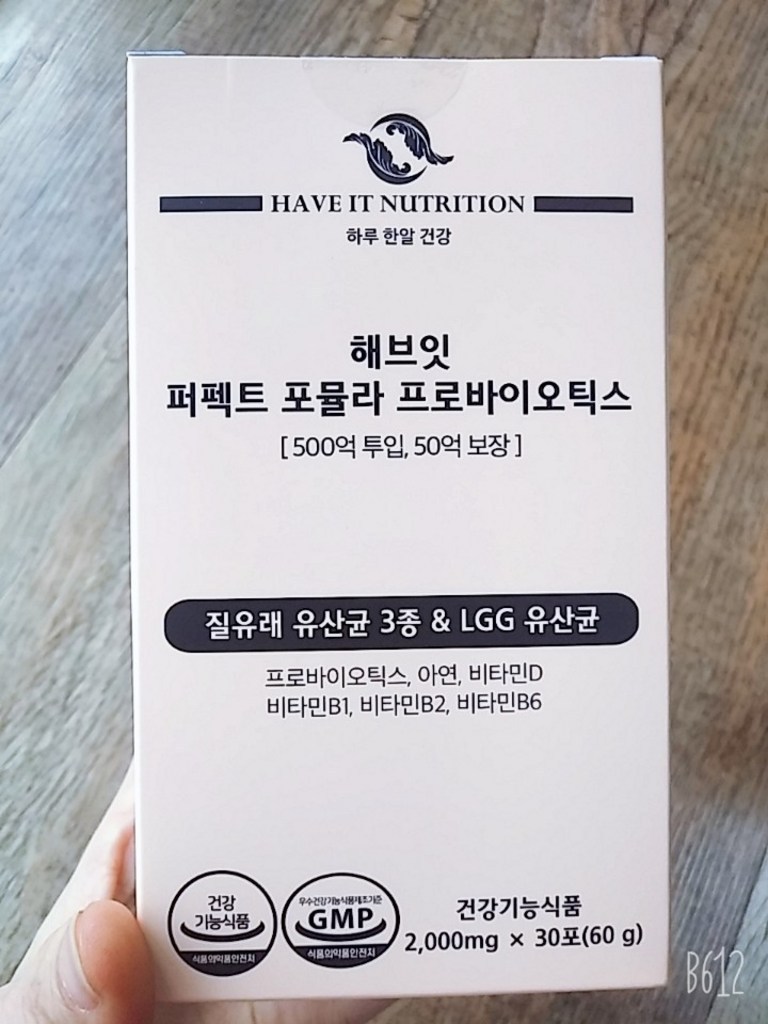 HAVE IT NUTRITION
하루 한알 건강
해브잇
퍼펙트 포뮬라 프로바이오틱스
[ 500억 투입, 50억 보장 ]
질유래 유산균 3종 & LGG 유산균
프로바이오틱스, 아연, 비타민D
비타민B1, 비타민B2, 비타민B6
건강
기능식품
식품의약품안전처
우수건강기능식품제조기준
GMP
식품의약품안전처
건강기능식품
2,000mg × 30포(60 g)
B612